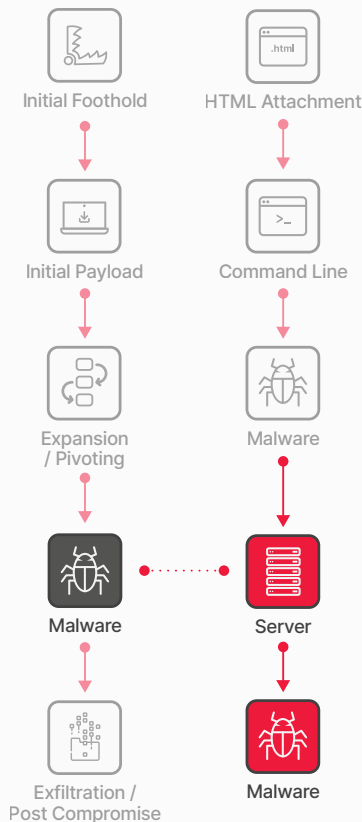 .html
Initial Foothold
HTML Attachment
>_
Initial Payload
Command Line
Expansion
/ Pivoting
Malware
Malware
Server
Exfiltration /
Post Compromise
Malware